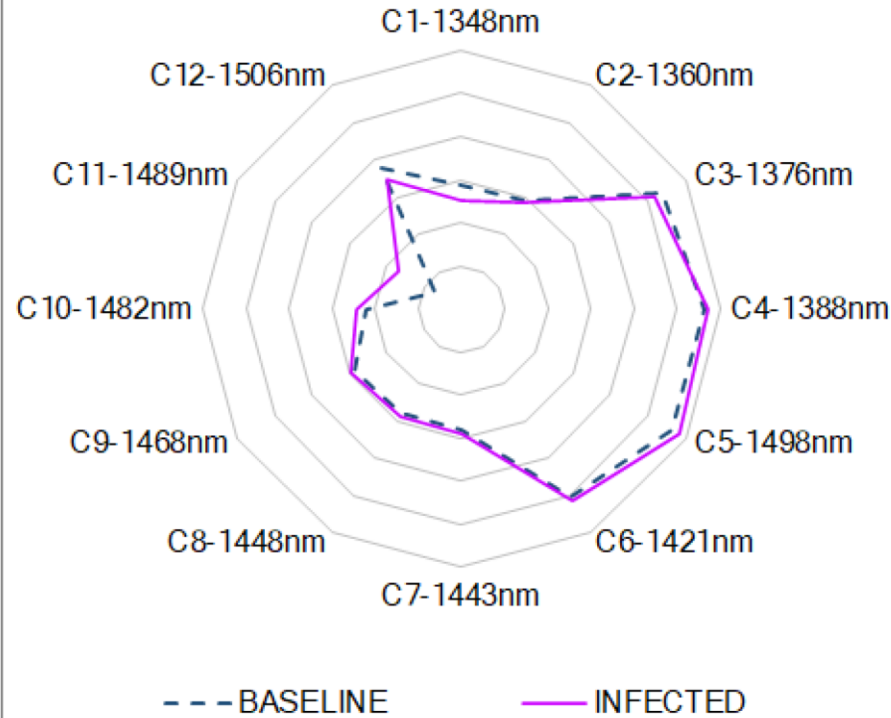 C1-1348nm
C12-1506nm
C2-1360nm
C11-1489nm
C3-1376nm
C10-1482nm
C4-1388nm
C9-1468nm
C5-1498nm
C8-1448nm
C6-1421nm
C7-1443nm
BASELINE
INFECTED